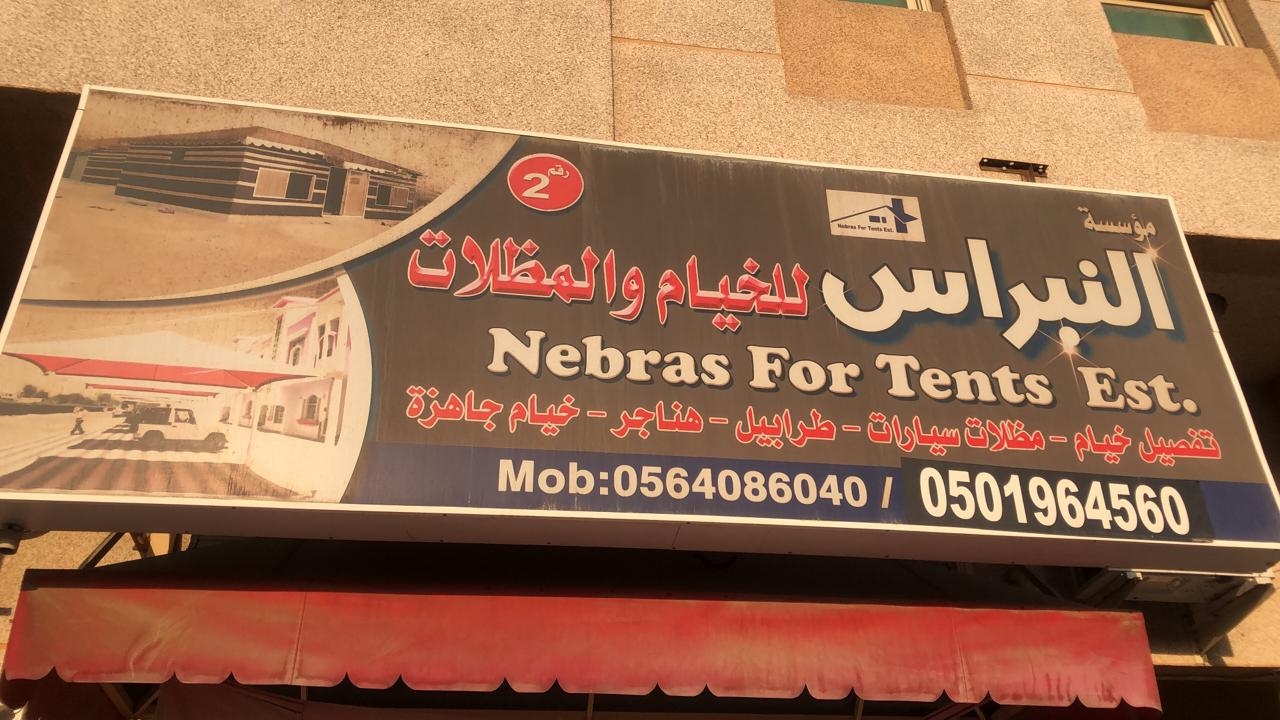 مؤسسة
رقم 2
Nebras For Tents Est.
النبراس للخيام والمظلات
Nebras For Tents Est.
تفصيل خيام - مظلات سيارات - طرابيل - هناجر - خيام جاهزة
Mob:0564086040 / 0501964560